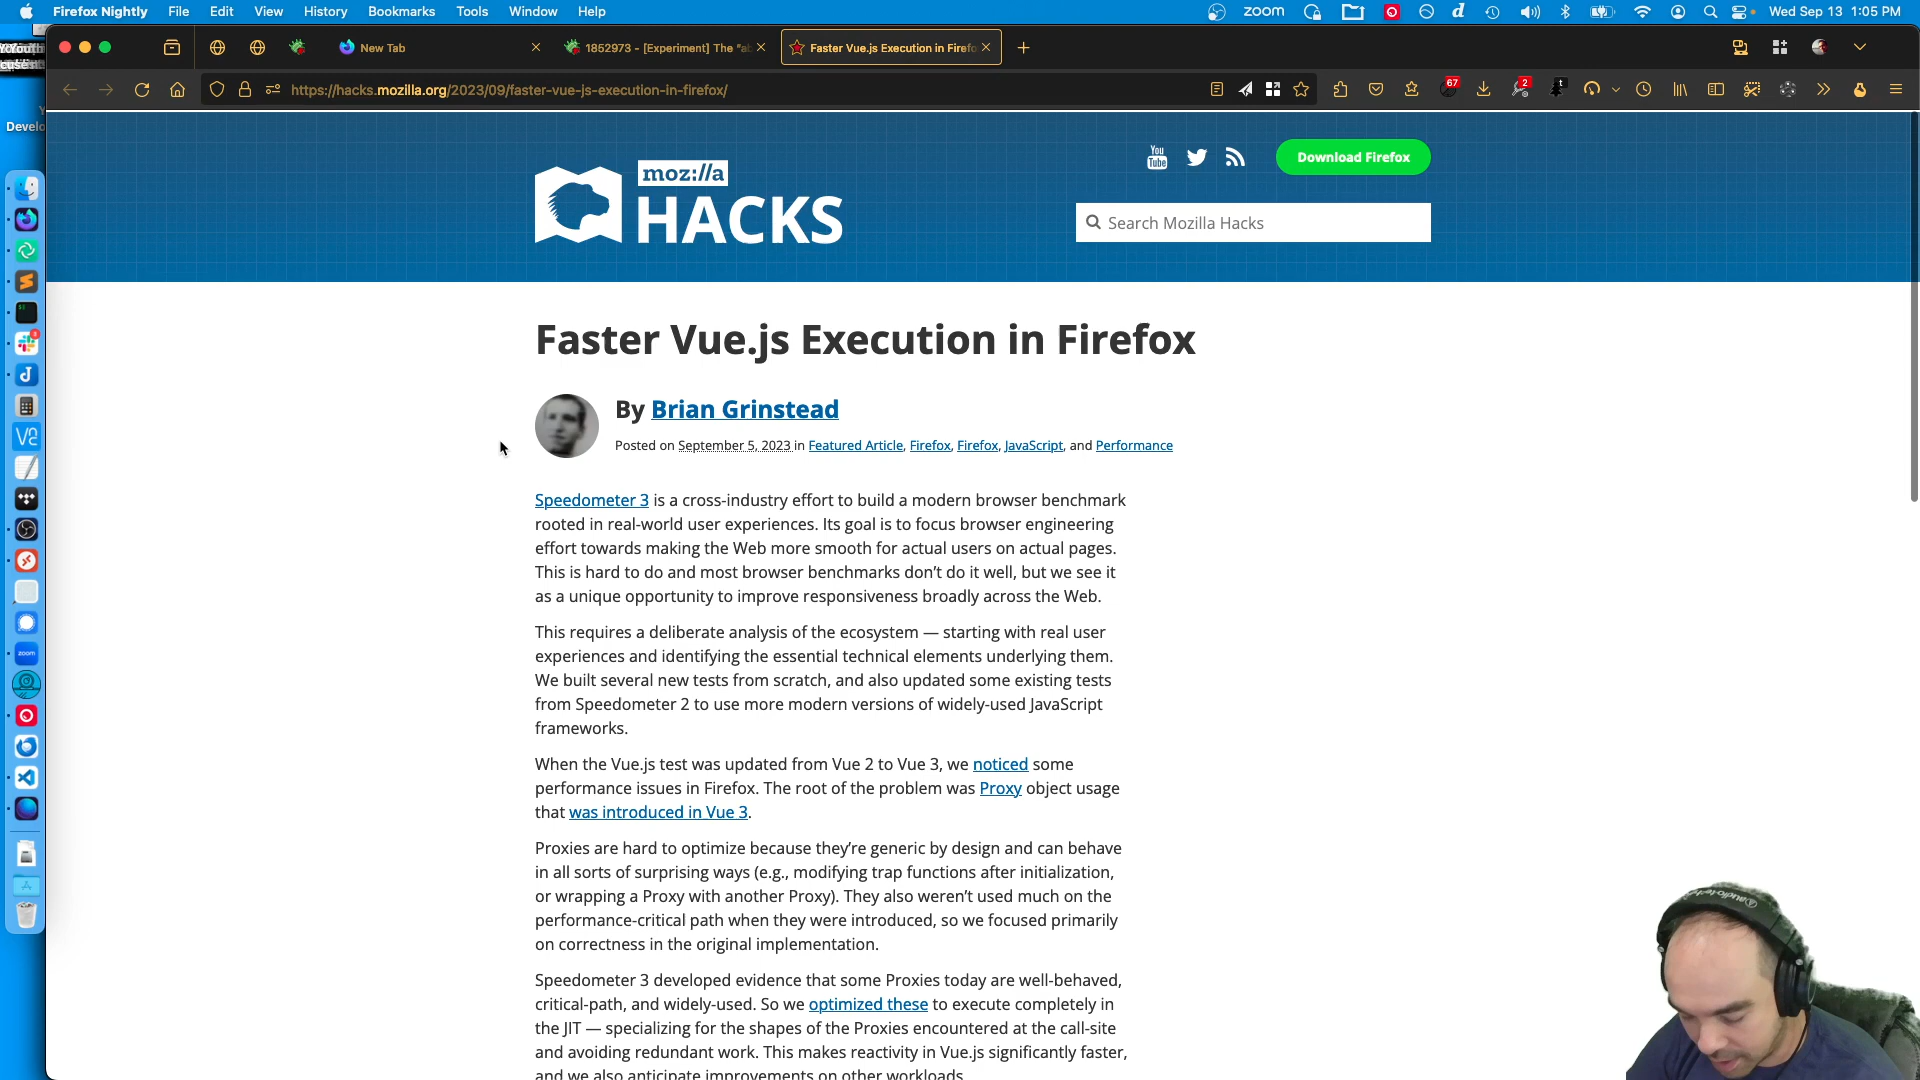 Firefox Nightly File Edit View History Bookmarks Tools Window Help
zoom
Wed Sep 13 1:05 PM
New Tab
1852973 - [Experiment] The "ab
Faster Vue.js Execution in Firefo
https://hacks.mozilla.org/2023/09/faster-vue-js-execution-in-firefox/
67
2
t
Develo
You Tube
Download Firefox
moz://a
HACKS
Search Mozilla Hacks
Faster Vue.js Execution in Firefox
By Brian Grinstead
Posted on September 5, 2023 in Featured Article, Firefox, Firefox, JavaScript, and Performance
Speedometer 3 is a cross-industry effort to build a modern browser benchmark
rooted in real-world user experiences. Its goal is to focus browser engineering
effort towards making the Web more smooth for actual users on actual pages.
This is hard to do and most browser benchmarks don't do it well, but we see it
as a unique opportunity to improve responsiveness broadly across the Web.
This requires a deliberate analysis of the ecosystem — starting with real user
experiences and identifying the essential technical elements underlying them.
We built several new tests from scratch, and also updated some existing tests
from Speedometer 2 to use more modern versions of widely-used JavaScript
frameworks.
When the Vue.js test was updated from Vue 2 to Vue 3, we noticed some
performance issues in Firefox. The root of the problem was Proxy object usage
that was introduced in Vue 3.
Proxies are hard to optimize because they're generic by design and can behave
in all sorts of surprising ways (e.g., modifying trap functions after initialization,
or wrapping a Proxy with another Proxy). They also weren't used much on the
performance-critical path when they were introduced, so we focused primarily
on correctness in the original implementation.
Speedometer 3 developed evidence that some Proxies today are well-behaved,
critical-path, and widely-used. So we optimized these to execute completely in
the JIT — specializing for the shapes of the Proxies encountered at the call-site
and avoiding redundant work. This makes reactivity in Vue.js significantly faster,
and we also anticipate improvements on other workloads.
zoom